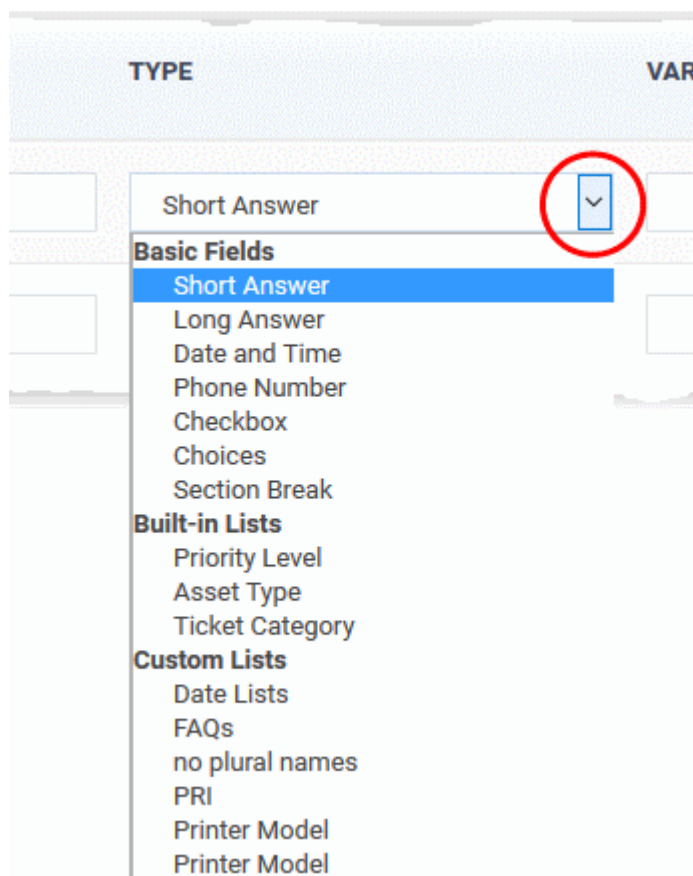 TYPE VAR
Short Answer
Basic Fields
Short Answer
Long Answer
Date and Time
Phone Number
Checkbox
Choices
Section Break
Built-in Lists
Priority Level
Asset Type
Ticket Category
Custom Lists
Date Lists
FAQs
no plural names
PRI
Printer Model
Printer Model